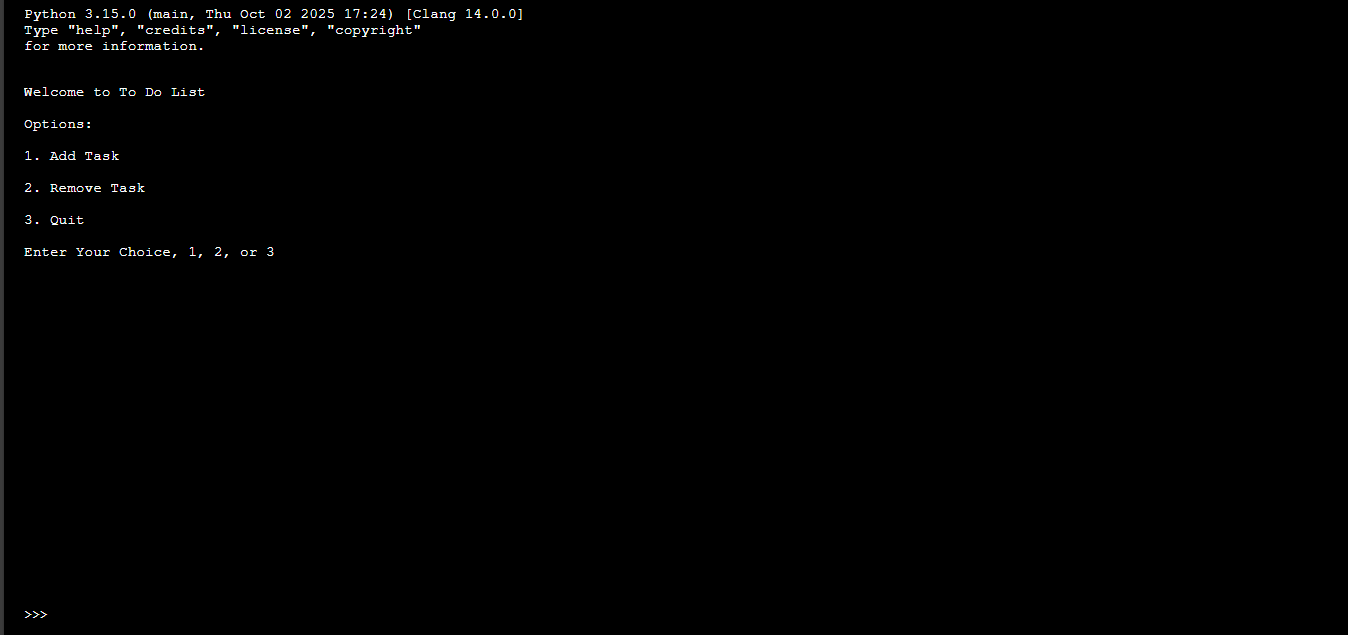 Python 3.15.0 (main, Thu Oct 02 2025 17:24) [Clang 14.0.0]
Type "help", "credits", "license", "copyright"
for more information.
Welcome to To Do List
Options:
1. Add Task
2. Remove Task
3. Quit
Enter Your Choice, 1, 2, or 3
>>>